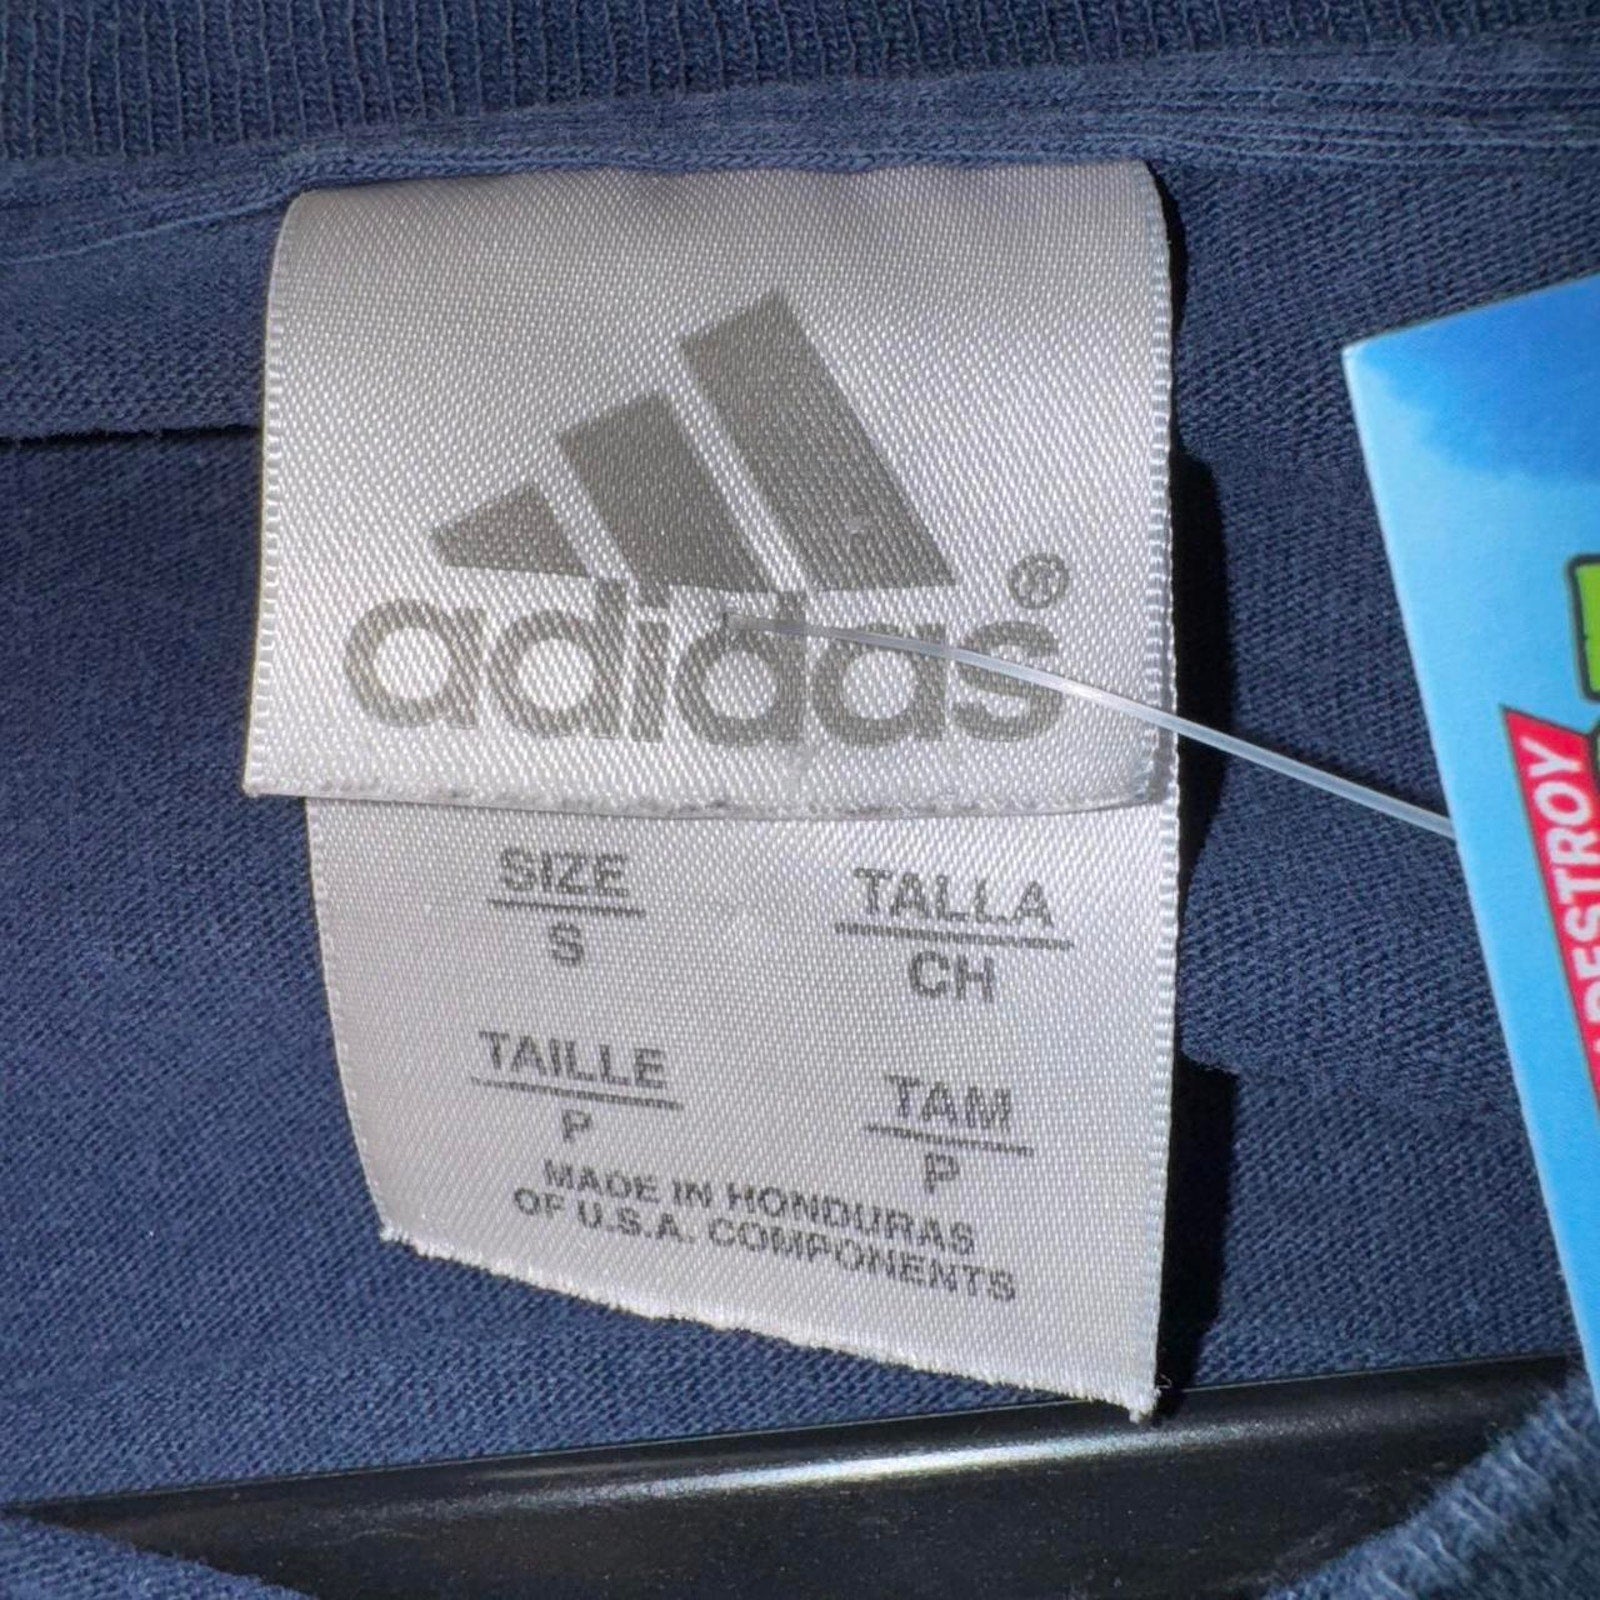 adidas®
SIZE TALLA
S CH
TAILLE TAM
P P
MADE IN HONDURAS
OF U.S.A. COMPONENTS
DESTROY